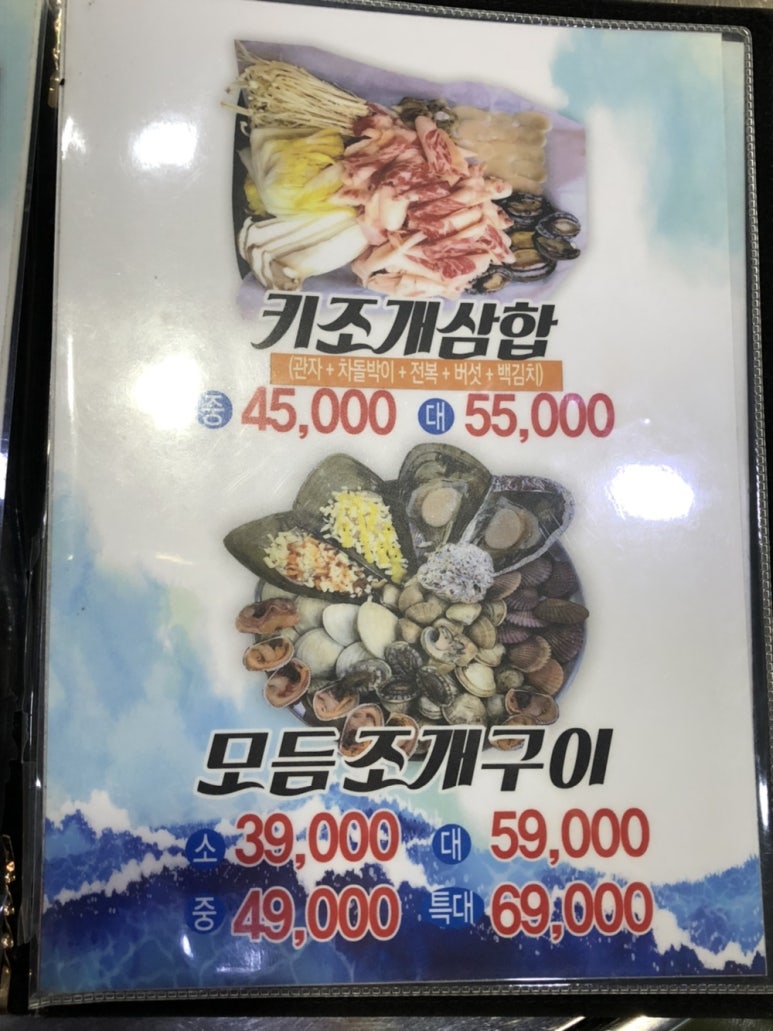 키조개삼합
(관자 + 차돌박이 + 전복 + 버섯 + 백김치)
중 45,000 대 55,000
모듬조개구이
소 39,000 대 59,000
중 49,000 특대 69,000